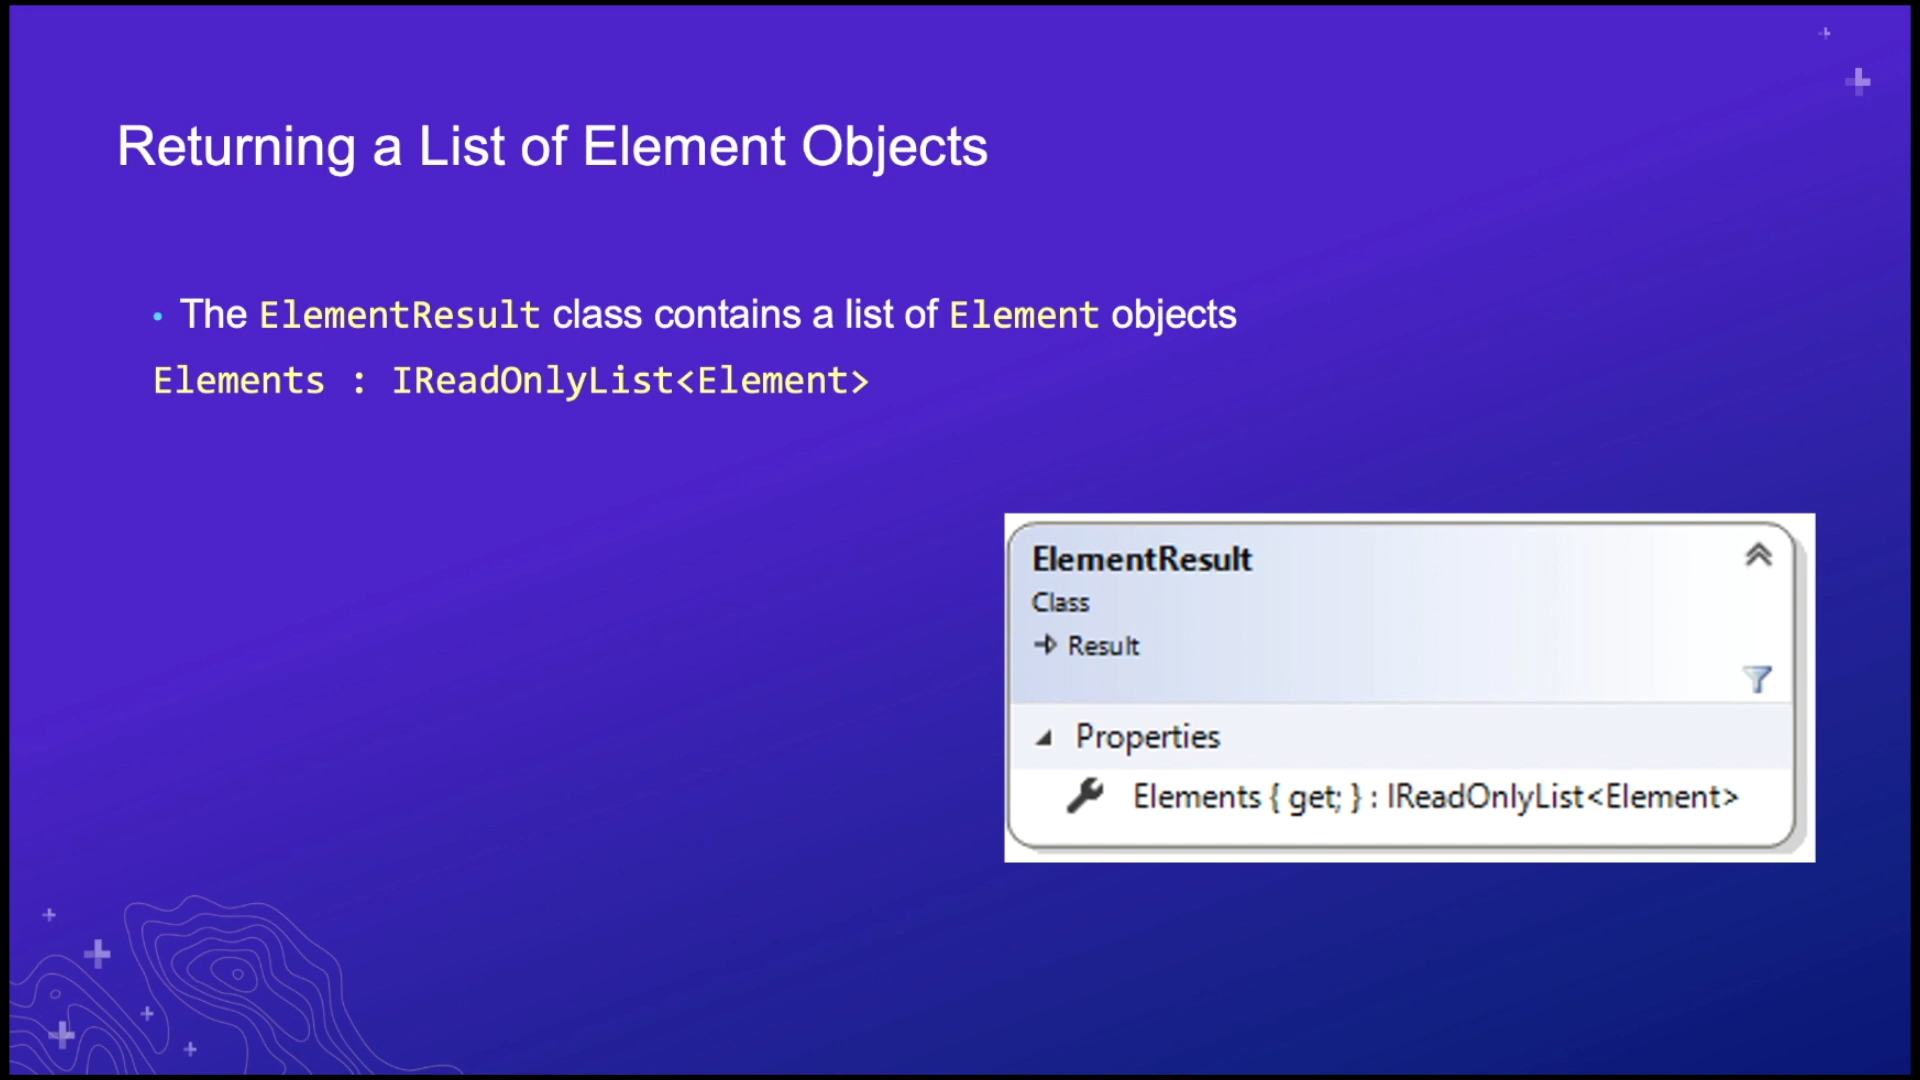 Returning a List of Element Objects
• The ElementResult class contains a list of Element objects
Elements : IReadOnlyList<Element>
ElementResult
Class
Result
Properties
Elements { get; } : IReadOnlyList<Element>